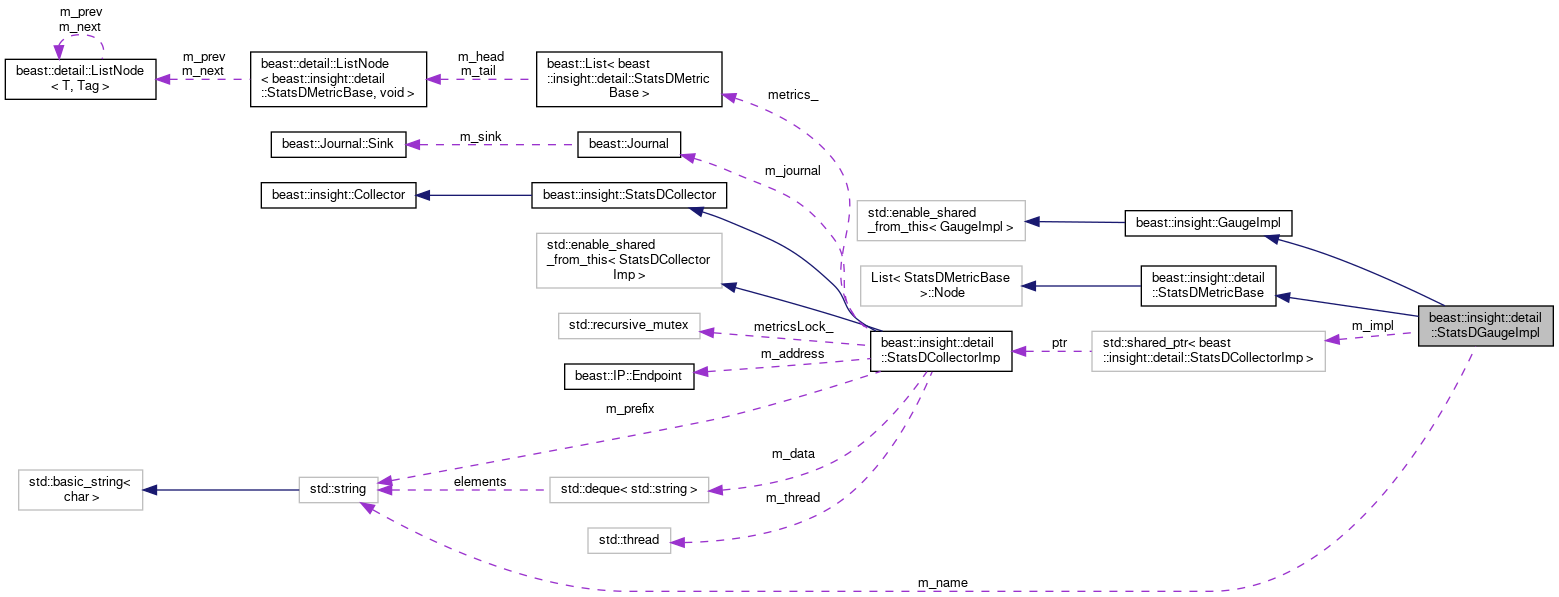 m_prev
m_next
beast::detail::ListNode
< T, Tag >
m_prev
m_next
beast::detail::ListNode
< beast::insight::detail
::StatsDMetricBase, void >
m_head
m_tail
beast::List< beast
::insight::detail::StatsDMetric
Base >
metrics_
beast::Journal::Sink
m_sink
beast::Journal
m_journal
beast::insight::Collector
beast::insight::StatsDCollector
std::enable_shared
_from_this< GaugeImpl >
beast::insight::GaugeImpl
std::enable_shared
_from_this< StatsDCollector
Imp >
List< StatsDMetricBase
>::Node
beast::insight::detail
::StatsDMetricBase
std::recursive_mutex
metricsLock_
beast::insight::detail
::StatsDCollectorImp
ptr
std::shared_ptr< beast
::insight::detail::StatsDCollectorImp >
m_impl
beast::insight::detail
::StatsDGaugeImpl
beast::IP::Endpoint
m_address
m_prefix
std::basic_string<
char >
std::string
elements
std::deque< std::string >
m_data
m_thread
std::thread
m_name